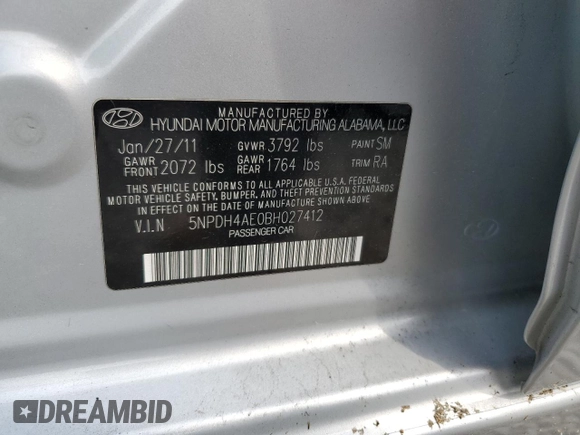 MANUFACTURED BY
HYUNDAI MOTOR MANUFACTURING ALABAMA, LLC
Jan/27/11 GVWR 3792 lbs PAINT SM
GAWR FRONT 2072 lbs GAWR REAR 1764 lbs TRIM RA
THIS VEHICLE CONFORMS TO ALL APPLICABLE U.S.A. FEDERAL
MOTOR VEHICLE SAFETY, BUMPER, AND THEFT PREVENTION STANDARDS
IN EFFECT ON THE DATE OF MANUFACTURE SHOWN ABOVE.
V.I.N 5NPDH4AE0BH027412
PASSENGER CAR
DREAMBID